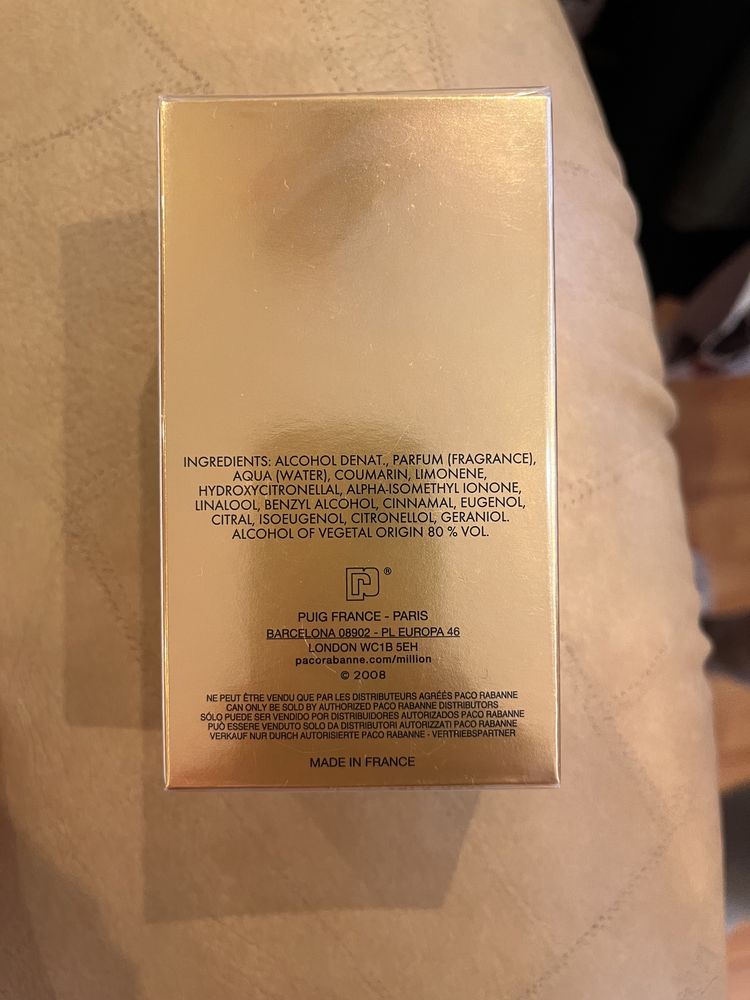 INGREDIENTS: ALCOHOL DENAT., PARFUM (FRAGRANCE),
AQUA (WATER), COUMARIN, LIMONENE,
HYDROXYCITRONELLAL, ALPHA-ISOMETHYL IONONE,
LINALOOL, BENZYL ALCOHOL, CINNAMAL, EUGENOL,
CITRAL, ISOEUGENOL, CITRONELLOL, GERANIOL.
ALCOHOL OF VEGETAL ORIGIN 80 % VOL.
®
PUIG FRANCE - PARIS
BARCELONA 08902 - PL EUROPA 46
LONDON WC1B 5EH
pacorabanne.com/million
© 2008
NE PEUT ÊTRE VENDU QUE PAR LES DISTRIBUTEURS AGRÉÉS PACO RABANNE
CAN ONLY BE SOLD BY AUTHORIZED PACO RABANNE DISTRIBUTORS
SÓLO PUEDE SER VENDIDO POR DISTRIBUIDORES AUTORIZADOS PACO RABANNE
PUÒ ESSERE VENDUTO SOLO DA DISTRIBUTORI AUTORIZZATI PACO RABANNE
VERKAUF NUR DURCH AUTORISIERTE PACO RABANNE - VERTRIEBSPARTNER
MADE IN FRANCE